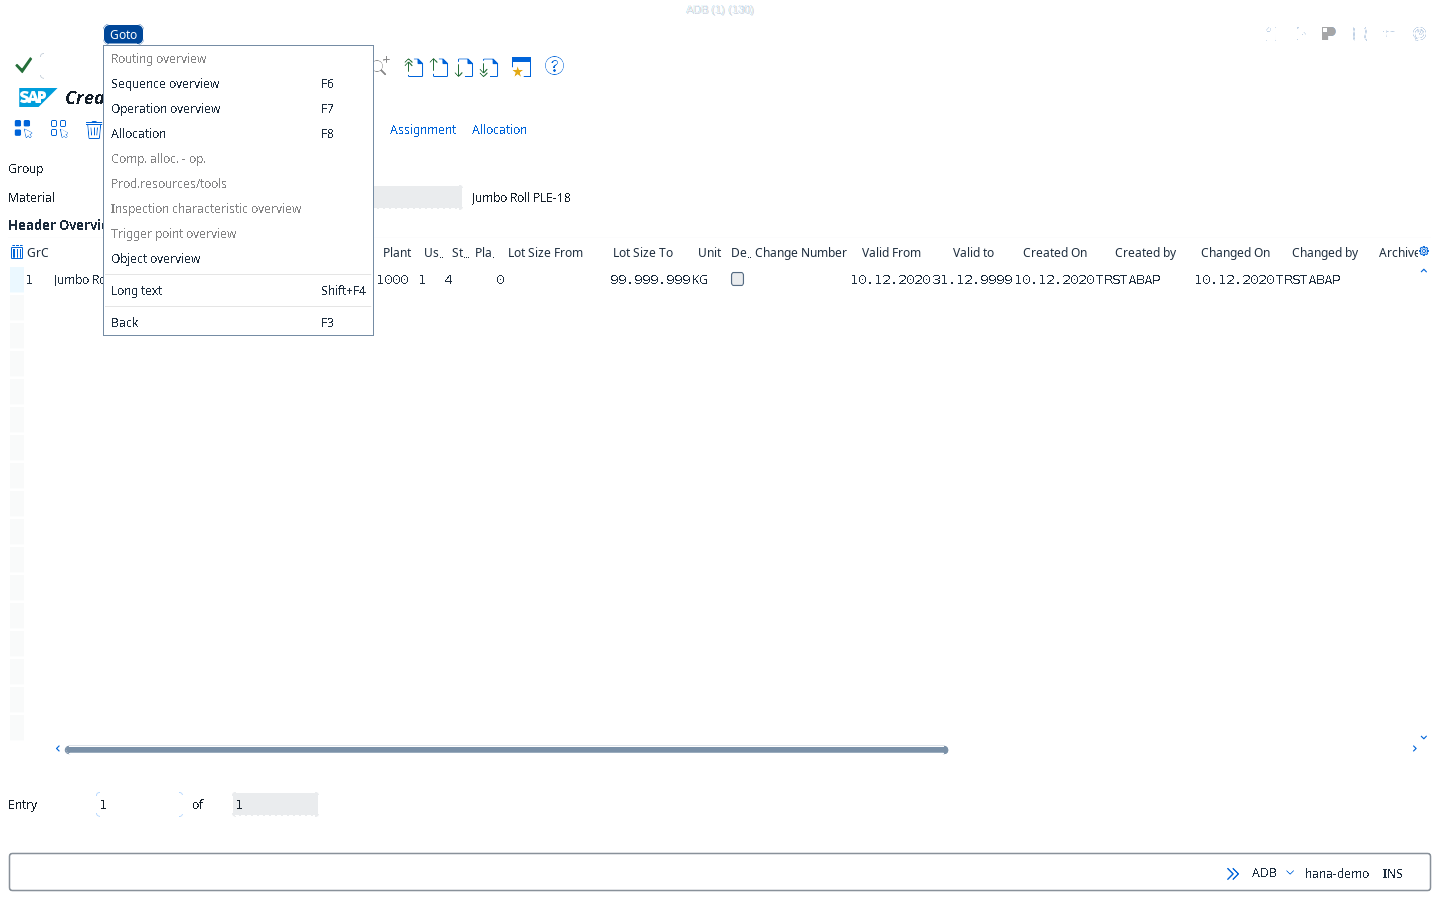 ADB (1) (130)
Goto
Routing overview
Sequence overview F6
Operation overview F7
Allocation F8
Comp. alloc. - op.
Prod.resources/tools
Inspection characteristic overview
Trigger point overview
Object overview
Long text Shift+F4
Back F3
SAP Crea
Assignment Allocation
Group
Material Jumbo Roll PLE-18
Header Overvi
GrC Plant Us.. St... Pla. Lot Size From Lot Size To Unit De.. Change Number Valid From Valid to Created On Created by Changed On Changed by Archive
1 Jumbo Ro 1000 1 4 0 99.999.999 KG 10.12.2020 31.12.9999 10.12.2020 TRSTABAP 10.12.2020 TRSTABAP
Entry 1 of 1
ADB hana-demo INS